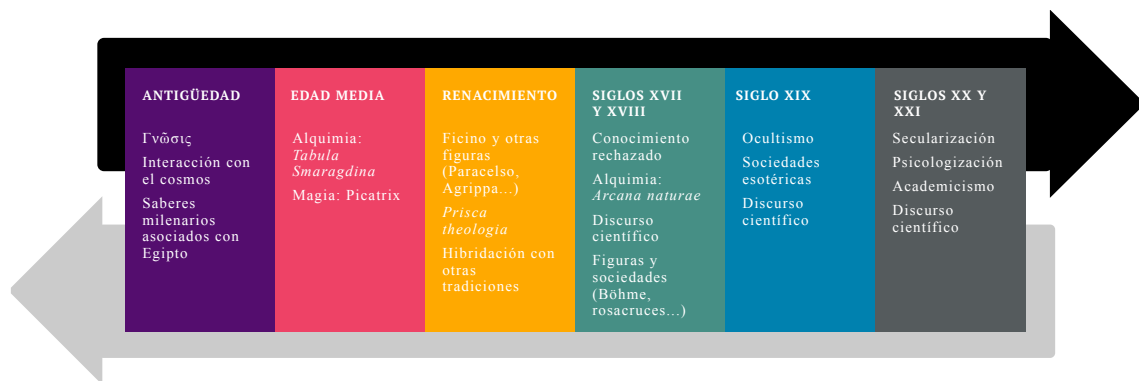 ANTIGÜEDAD
Γνῶσις
Interacción con
el cosmos
Saberes
milenarios
asociados con
Egipto
EDAD MEDIA
Alquimia:
Tabula
Smaragdina
Magia: Picatrix
RENACIMIENTO
Ficino y otras
figuras
(Paracelso,
Agrippa...)
Prisca
theologia
Hibridación con
otras
tradiciones
SIGLOS XVII
Y XVIII
Conocimiento
rechazado
Alquimia:
Arcana naturae
Discurso
científico
Figuras y
sociedades
(Böhme,
rosacruces...)
SIGLO XIX
Ocultismo
Sociedades
esotéricas
Discurso
científico
SIGLOS XX Y
XXI
Secularización
Psicologización
Academicismo
Discurso
científico